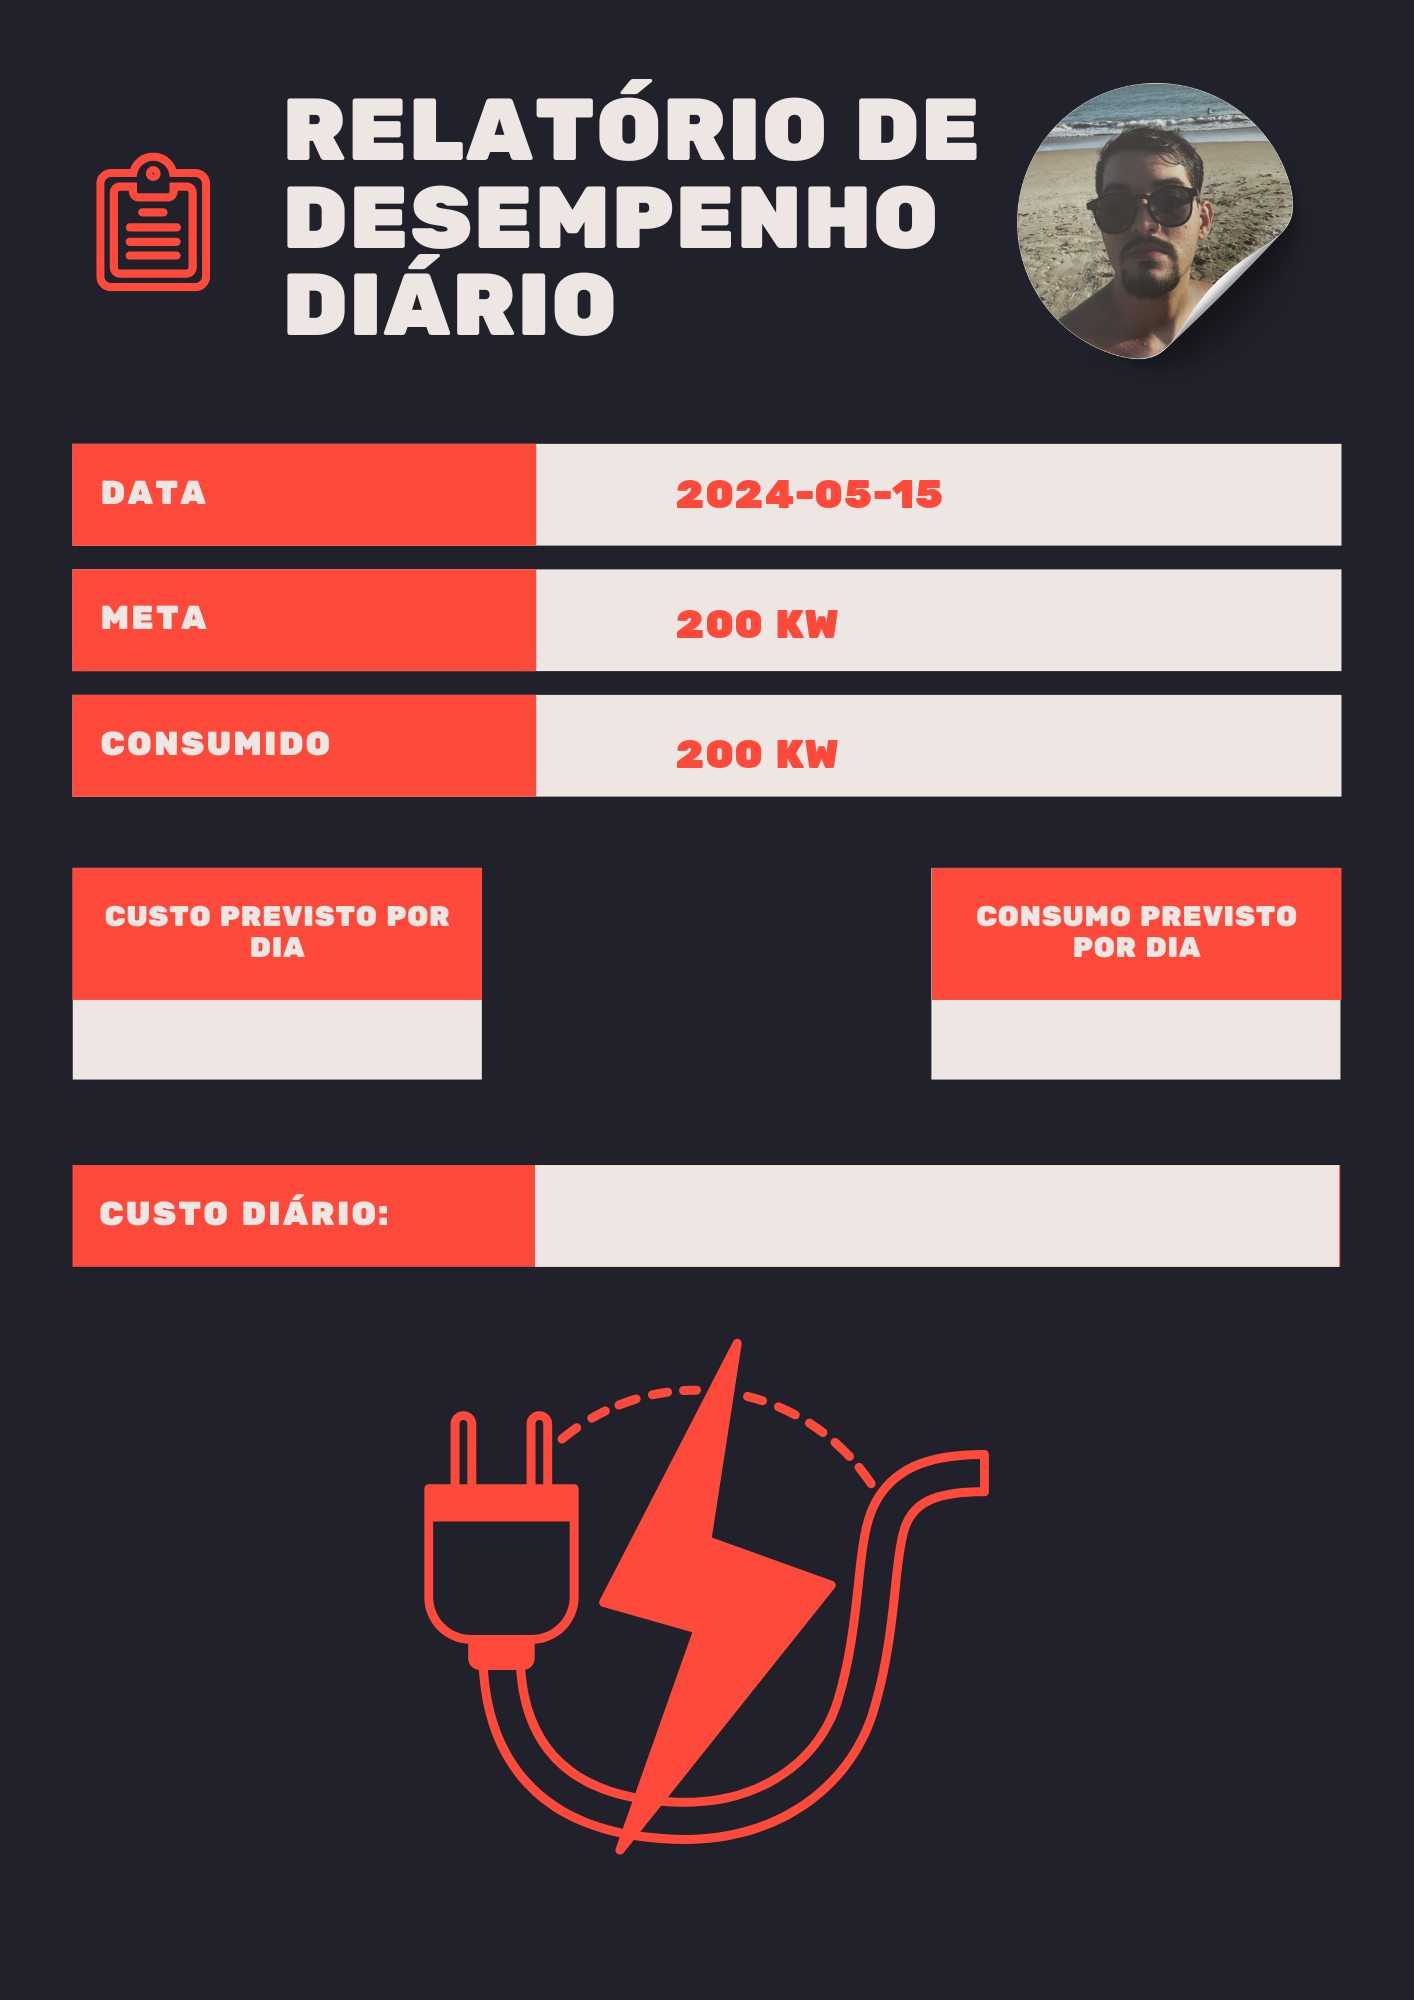 RELATÓRIO DE
DESEMPENHO
DIÁRIO
DATA
2024-05-15
META
200 KW
CONSUMIDO
200 KW
CUSTO PREVISTO POR
DIA
CONSUMO PREVISTO
POR DIA
CUSTO DIÁRIO: